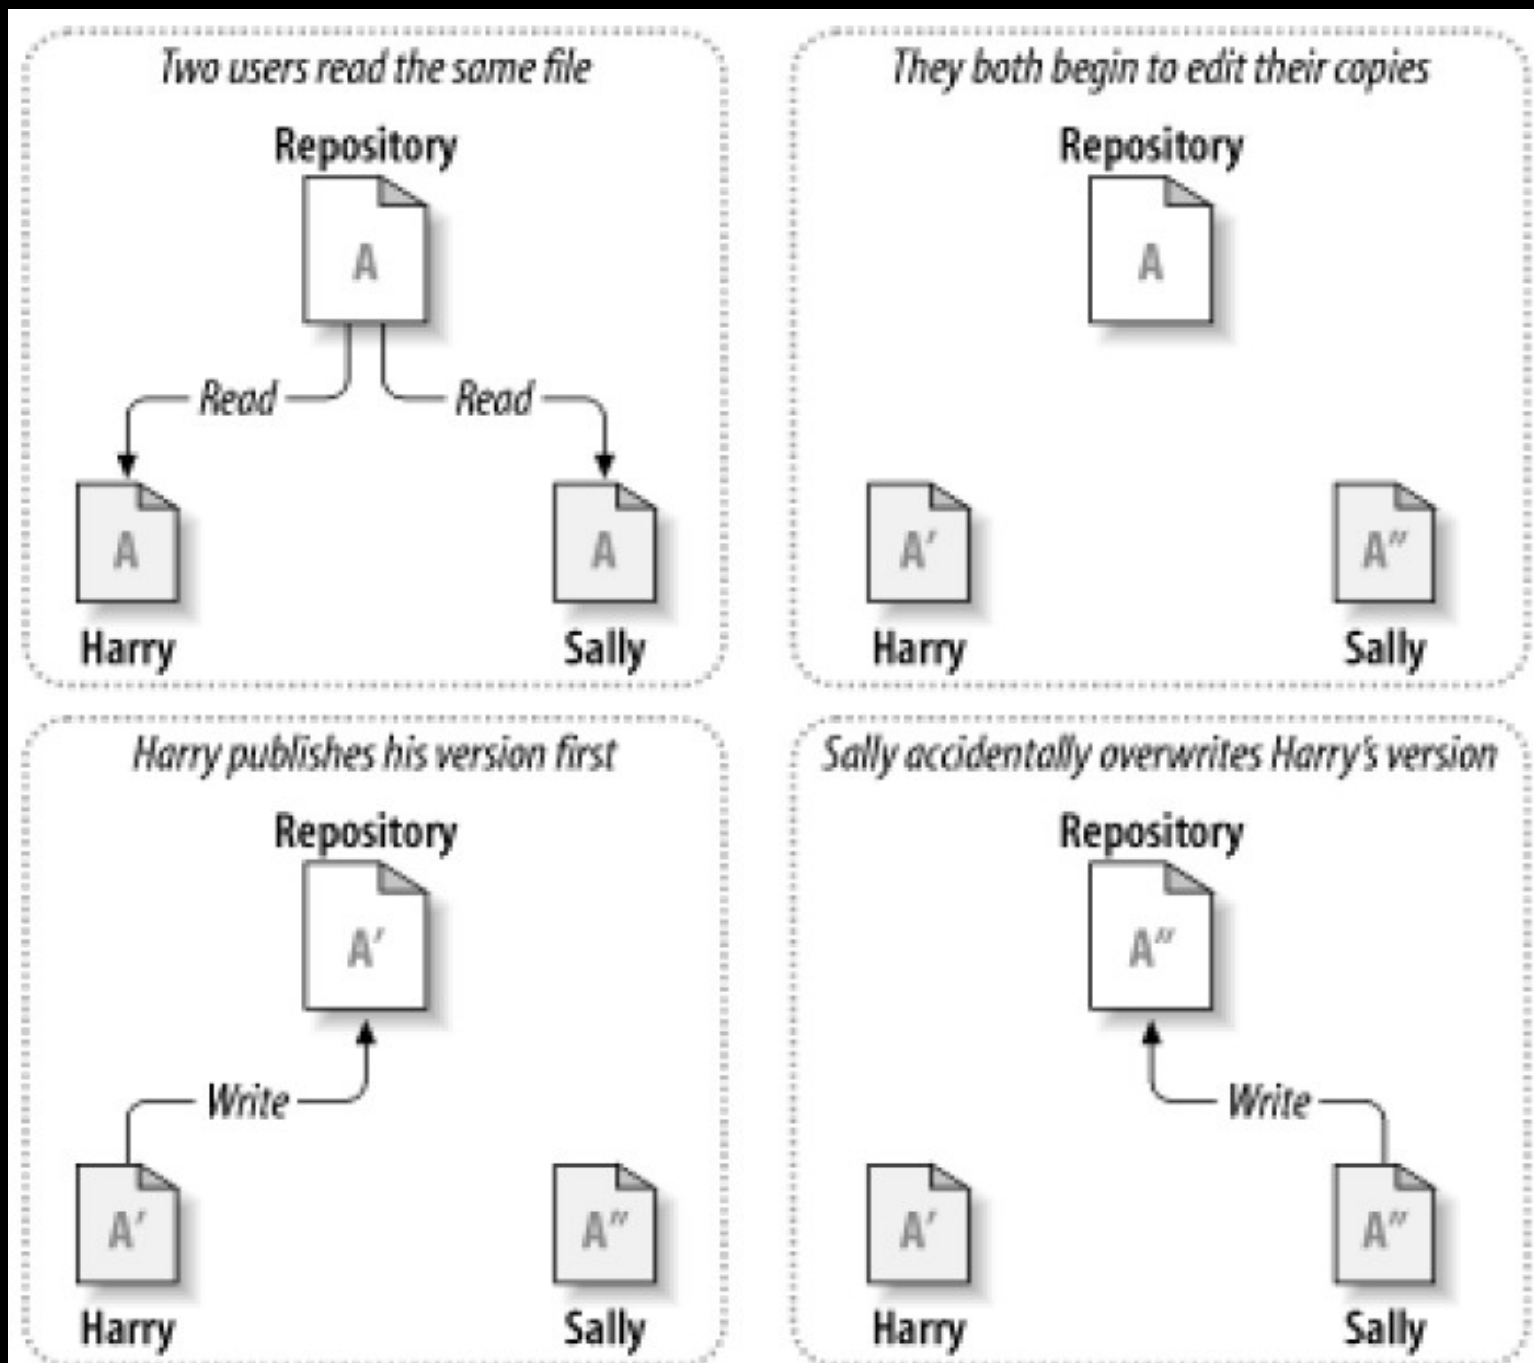 Two users read the same file
Repository
A
Read
Read
A
A
Harry
Sally
They both begin to edit their copies
Repository
A
A′
A″
Harry
Sally
Harry publishes his version first
Repository
A′
Write
A′
A″
Harry
Sally
Sally accidentally overwrites Harry's version
Repository
A″
Write
A′
A″
Harry
Sally